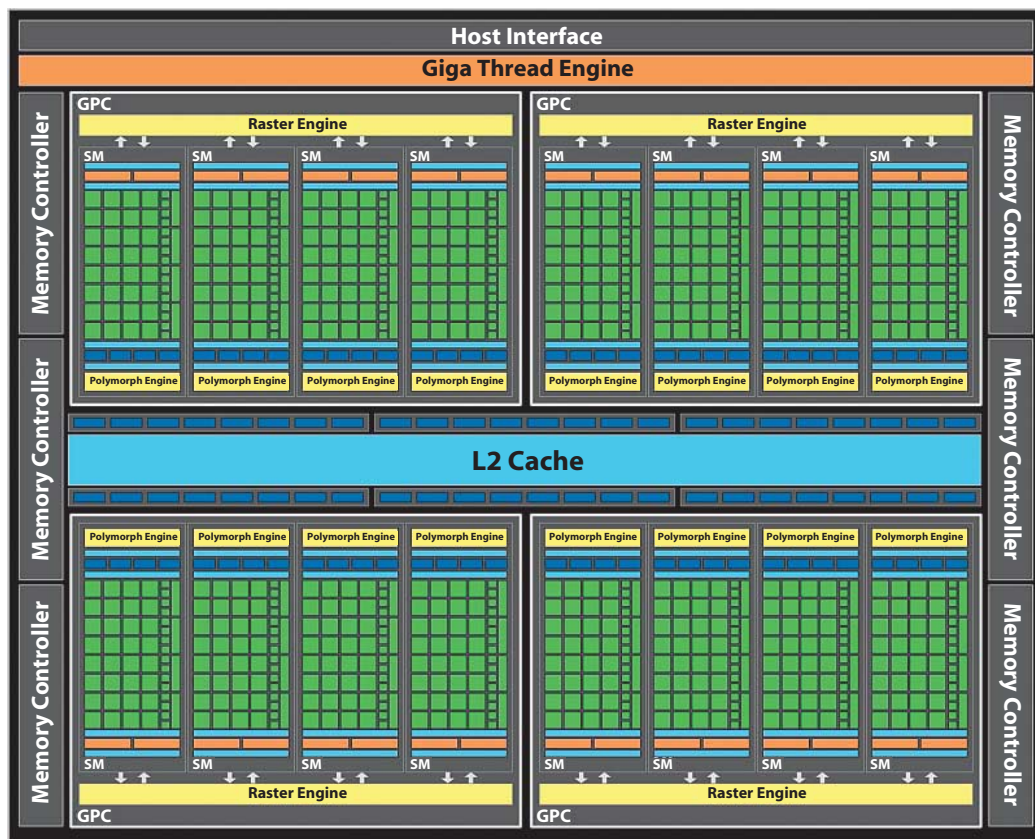 Host Interface
Giga Thread Engine
Memory Controller
Memory Controller
Memory Controller
GPC
Raster Engine
SM
SM
SM
SM
Polymorph Engine
Polymorph Engine
Polymorph Engine
Polymorph Engine
GPC
Raster Engine
SM
SM
SM
SM
Polymorph Engine
Polymorph Engine
Polymorph Engine
Polymorph Engine
L2 Cache
Polymorph Engine
Polymorph Engine
Polymorph Engine
Polymorph Engine
SM
SM
SM
SM
Raster Engine
GPC
Polymorph Engine
Polymorph Engine
Polymorph Engine
Polymorph Engine
SM
SM
SM
SM
Raster Engine
GPC
Memory Controller
Memory Controller
Memory Controller